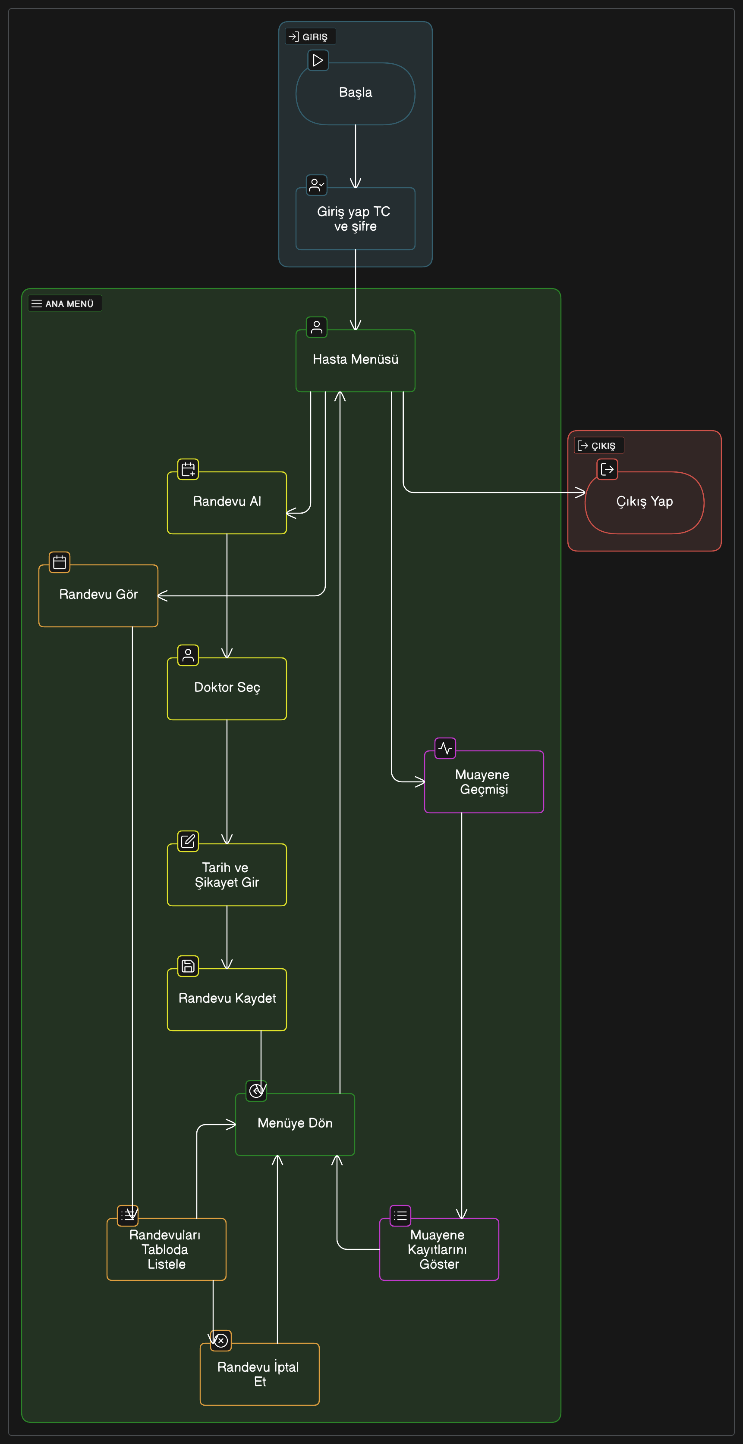 GIRIŞ
Başla
Giriş yap TC
ve şifre
ANA MENÜ
Hasta Menüsü
ÇIKIŞ
Çıkış Yap
Randevu Al
Randevu Gör
Doktor Seç
Muayene
Geçmişi
Tarih ve
Şikayet Gir
Randevu Kaydet
Menüye Dön
Randevuları
Tabloda
Listele
Muayene
Kayıtlarını
Göster
Randevu İptal
Et